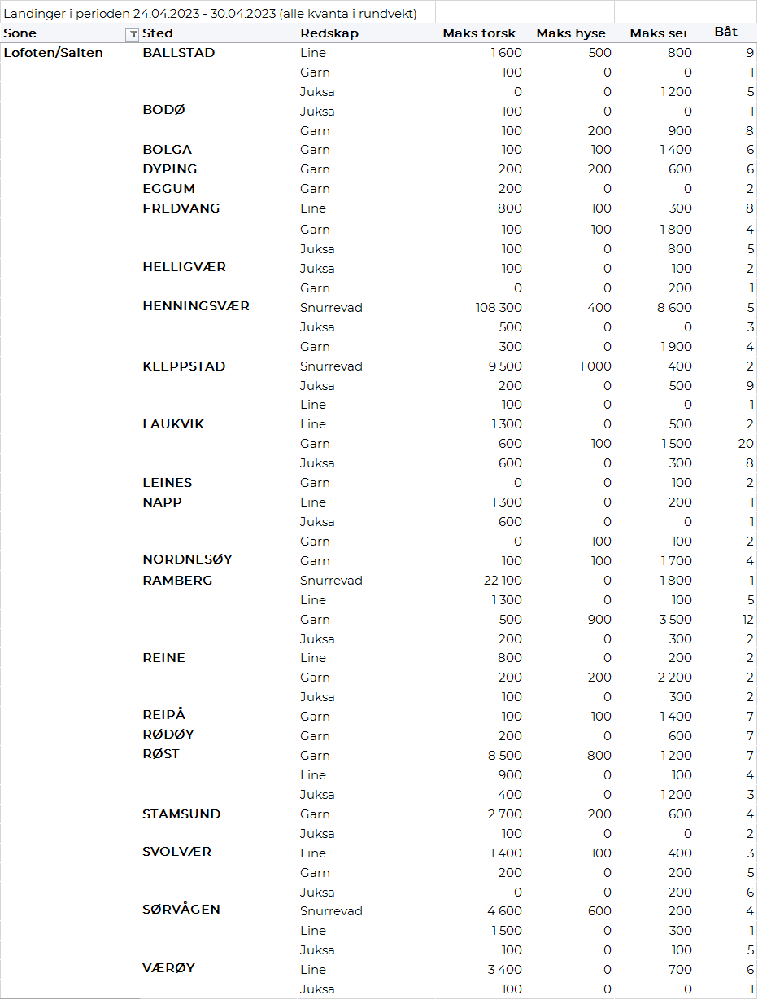 Landinger i perioden 24.04.2023 - 30.04.2023 (alle kvanta i rundvekt)
Sone Sted Redskap Maks torsk Maks hyse Maks sei Båt
Lofoten/Salten BALLSTAD Line 1 600 500 800 9
Garn 100 0 0 1
Juksa 0 0 1 200 5
BODØ Juksa 100 0 0 1
Garn 100 200 900 8
BOLGA Garn 100 100 1 400 6
DYPING Garn 200 200 600 6
EGGUM Garn 200 0 0 2
FREDVANG Line 800 100 300 8
Garn 100 100 1 800 4
Juksa 100 0 800 5
HELLIGVÆR Juksa 100 0 100 2
Garn 0 0 200 1
HENNINGSVÆR Snurrevad 108 300 400 8 600 5
Juksa 500 0 0 3
Garn 300 0 1 900 4
KLEPPSTAD Snurrevad 9 500 1 000 400 2
Juksa 200 0 500 9
Line 100 0 0 1
LAUKVIK Line 1 300 0 500 2
Garn 600 100 1 500 20
Juksa 600 0 300 8
LEINES Garn 0 0 100 2
NAPP Line 1 300 0 200 1
Juksa 600 0 0 1
Garn 0 100 100 2
NORDNESØY Garn 100 100 1 700 4
RAMBERG Snurrevad 22 100 0 1 800 1
Line 1 300 0 100 5
Garn 500 900 3 500 12
Juksa 200 0 300 2
REINE Line 800 0 200 2
Garn 200 200 2 200 2
Juksa 100 0 300 2
REIPÅ Garn 100 100 1 400 7
RØDØY Garn 200 0 600 7
RØST Garn 8 500 800 1 200 7
Line 900 0 100 4
Juksa 400 0 1 200 3
STAMSUND Garn 2 700 200 600 4
Juksa 100 0 0 2
SVOLVÆR Line 1 400 100 400 3
Garn 200 0 200 5
Juksa 0 0 200 6
SØRVÅGEN Snurrevad 4 600 600 200 4
Line 1 500 0 300 1
Juksa 100 0 100 5
VÆRØY Line 3 400 0 700 6
Juksa 100 0 0 1